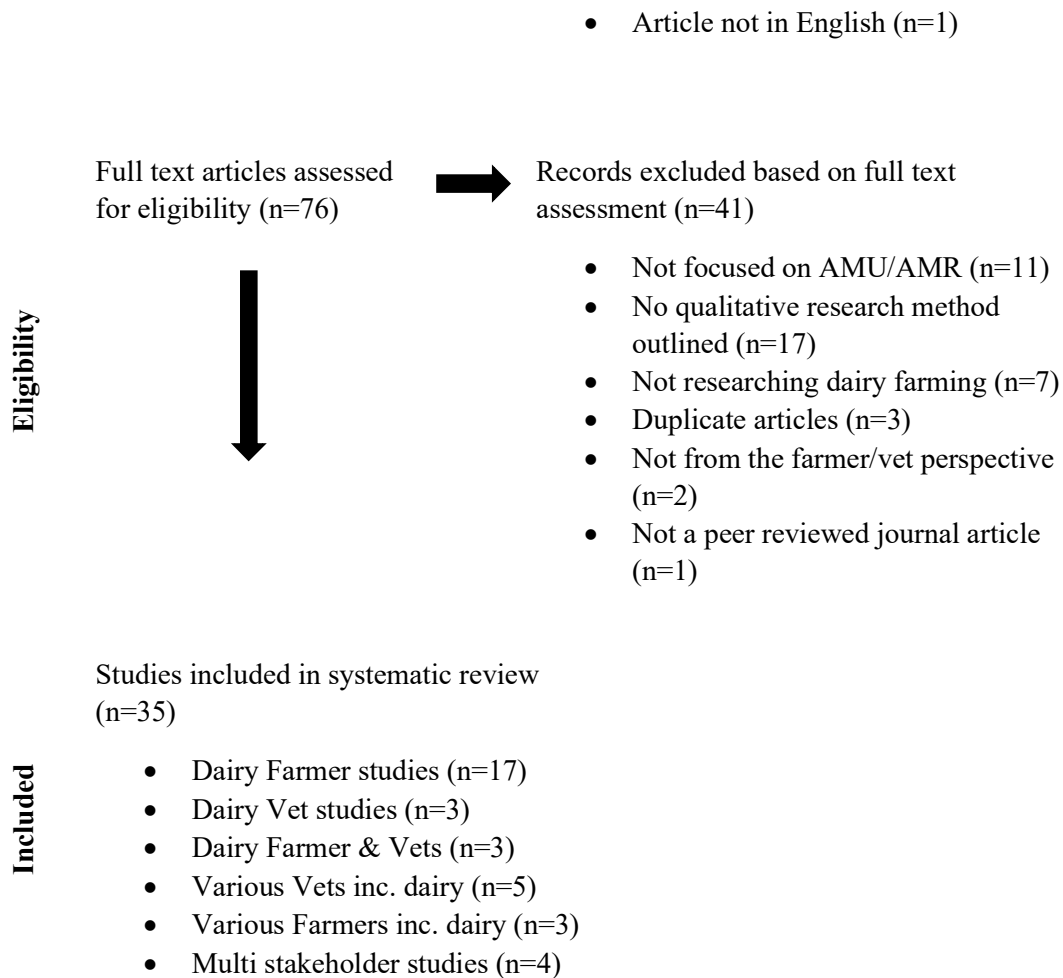 • Article not in English (n=1)
Full text articles assessed
for eligibility (n=76)
Records excluded based on full text
assessment (n=41)
• Not focused on AMU/AMR (n=11)
• No qualitative research method
outlined (n=17)
• Not researching dairy farming (n=7)
• Duplicate articles (n=3)
• Not from the farmer/vet perspective
(n=2)
• Not a peer reviewed journal article
(n=1)
Eligibility
Studies included in systematic review
(n=35)
• Dairy Farmer studies (n=17)
• Dairy Vet studies (n=3)
• Dairy Farmer & Vets (n=3)
• Various Vets inc. dairy (n=5)
• Various Farmers inc. dairy (n=3)
• Multi stakeholder studies (n=4)
Included